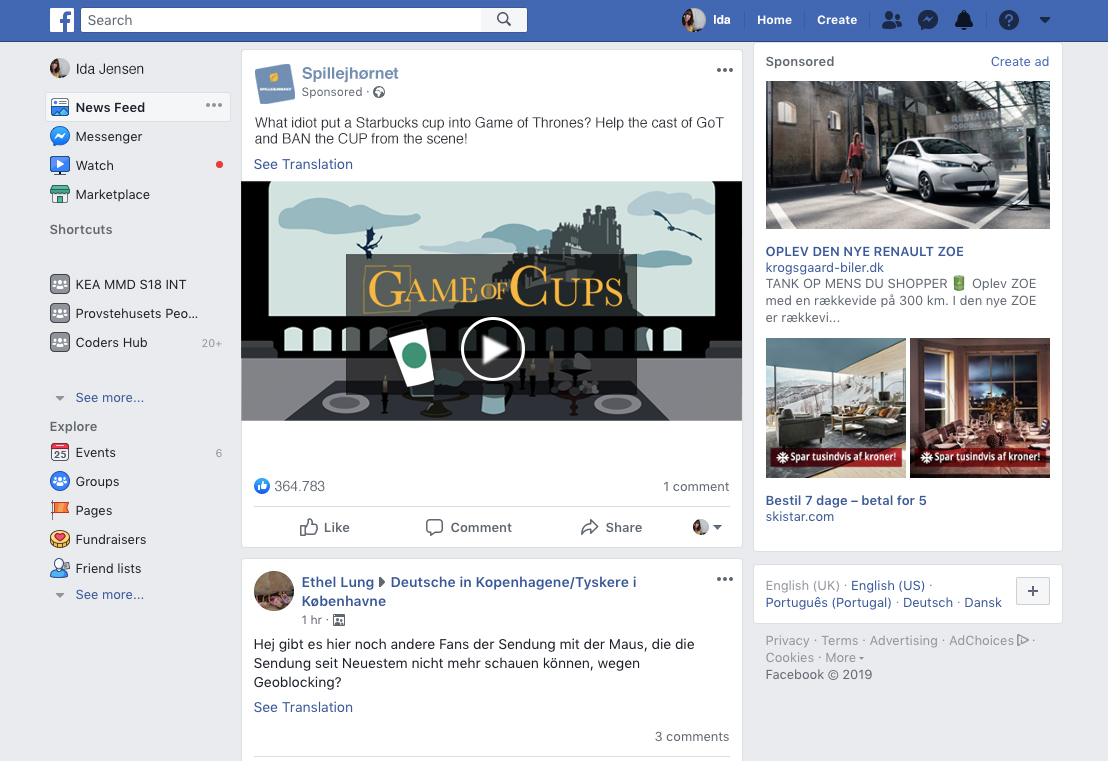 Search
Ida
Home
Create
Ida Jensen
News Feed
Messenger
Watch
Marketplace
Shortcuts
KEA MMD S18 INT
Provstehusets Peo...
Coders Hub
20+
See more...
Explore
Events
6
Groups
Pages
Fundraisers
Friend lists
See more...
Spillejhørnet
Sponsored ·
What idiot put a Starbucks cup into Game of Thrones? Help the cast of GoT
and BAN the CUP from the scene!
See Translation
GAME OF CUPS
364.783
1 comment
Like
Comment
Share
Ethel Lung
Deutsche in Kopenhagene/Tyskere i
Københavne
1 hr ·
Hej gibt es hier noch andere Fans der Sendung mit der Maus, die die
Sendung seit Neuestem nicht mehr schauen können, wegen
Geoblocking?
See Translation
3 comments
Sponsored
Create ad
OPLEV DEN NYE RENAULT ZOE
krogsgaard-biler.dk
TANK OP MENS DU SHOPPER Oplev ZOE
med en rækkevide på 300 km. I den nye ZOE
er rækkevi...
Spar tusindvis af kroner!
Spar tusindvis af kroner!
Bestil 7 dage – betal for 5
skistar.com
English (UK) · English (US) ·
Português (Portugal) · Deutsch · Dansk
Privacy · Terms · Advertising · AdChoices ·
Cookies · More
Facebook © 2019